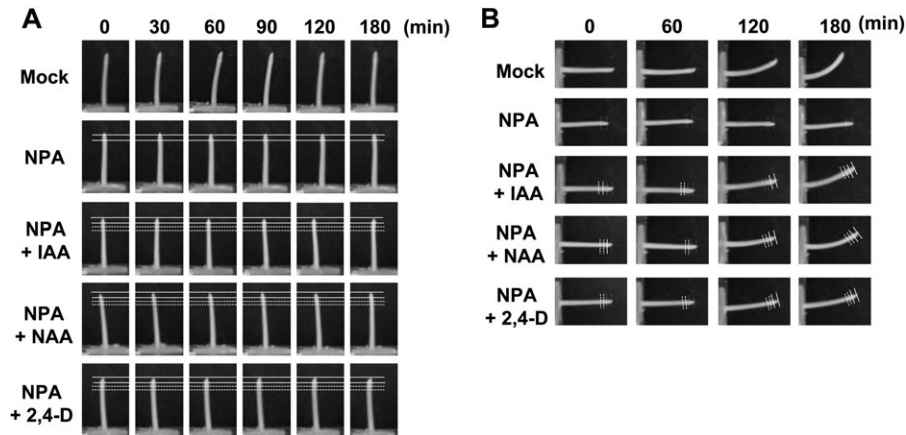 A
0 30 60 90 120 180 (min)
Mock
NPA
NPA
+ IAA
NPA
+ NAA
NPA
+ 2,4-D
B
0 60 120 180 (min)
Mock
NPA
NPA
+ IAA
NPA
+ NAA
NPA
+ 2,4-D